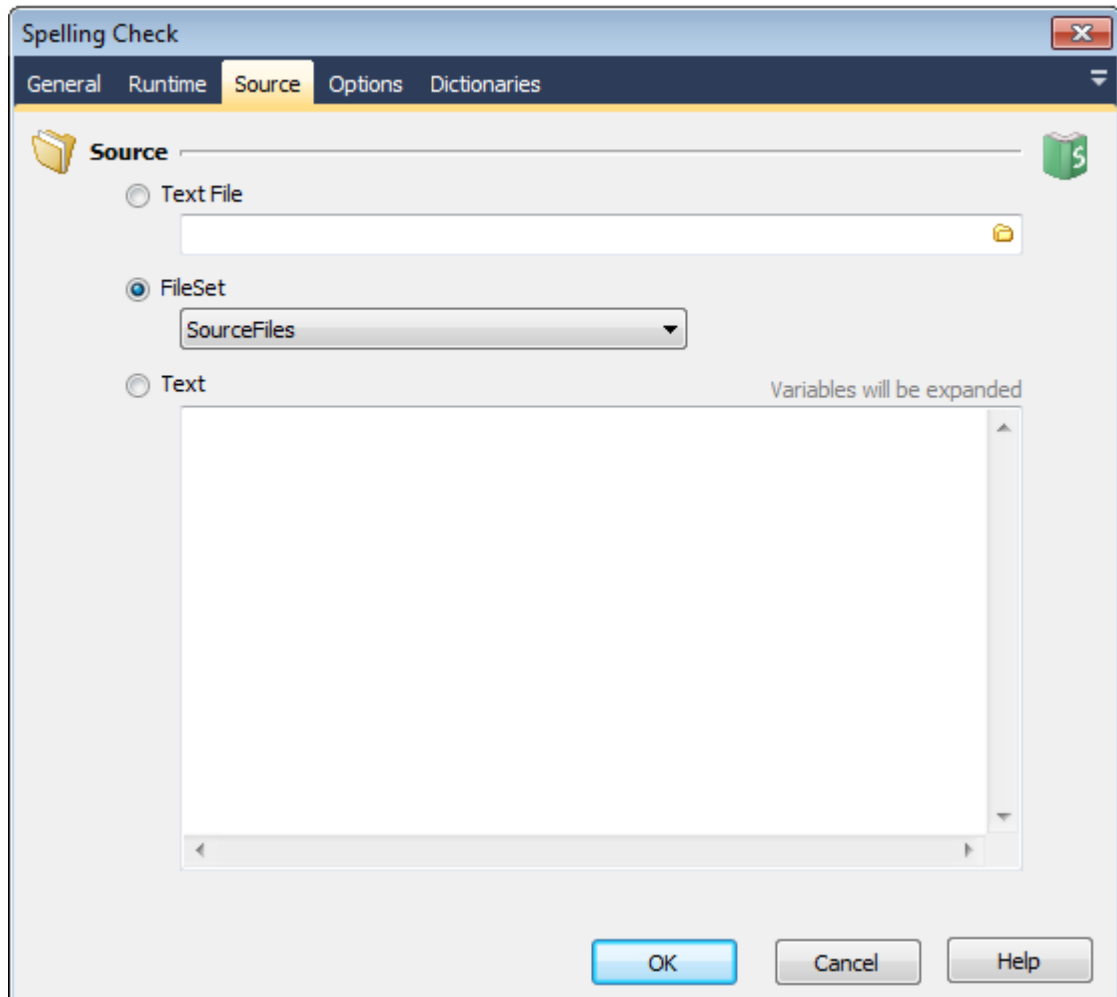 Spelling Check
General Runtime Source Options Dictionaries
Source
S
Text File
FileSet
SourceFiles
Text
Variables will be expanded
OK Cancel Help